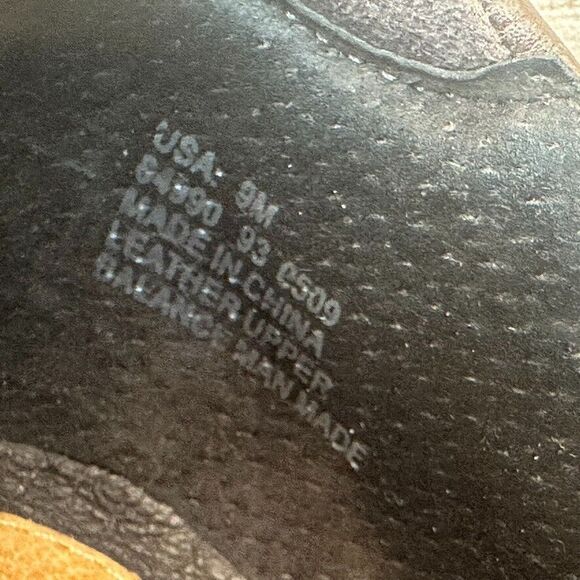 USA: 9M
84990 93 0509
MADE IN CHINA
LEATHER UPPER
BALANCE MAN MADE